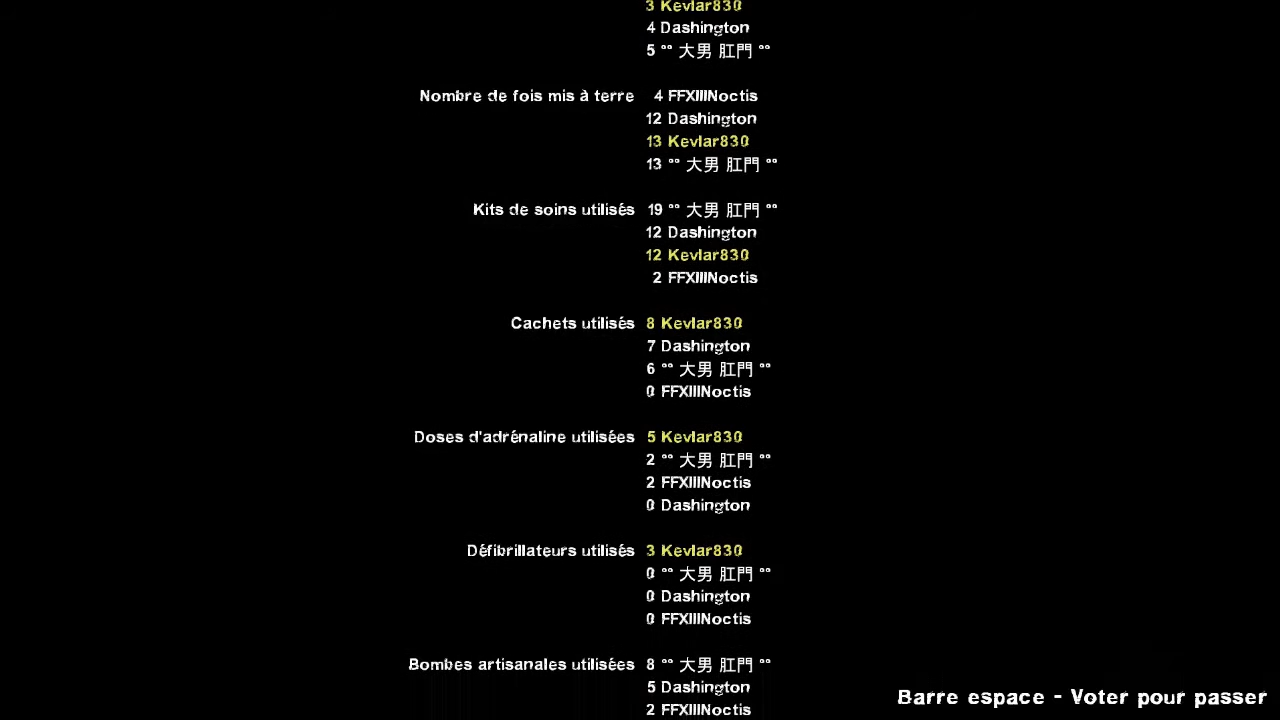 3 Kevlar830
4 Dashington
5 °° 大男 肛門 °°
Nombre de fois mis à terre 4 FFXIIINoctis
12 Dashington
13 Kevlar830
13 °° 大男 肛門 °°
Kits de soins utilisés 19 °° 大男 肛門 °°
12 Dashington
12 Kevlar830
2 FFXIIINoctis
Cachets utilisés 8 Kevlar830
7 Dashington
6 °° 大男 肛門 °°
0 FFXIIINoctis
Doses d'adrénaline utilisées 5 Kevlar830
2 °° 大男 肛門 °°
2 FFXIIINoctis
0 Dashington
Défibrillateurs utilisés 3 Kevlar830
0 °° 大男 肛門 °°
0 Dashington
0 FFXIIINoctis
Bombes artisanales utilisées 8 °° 大男 肛門 °°
5 Dashington
2 FFXIIINoctis
Barre espace - Voter pour passer